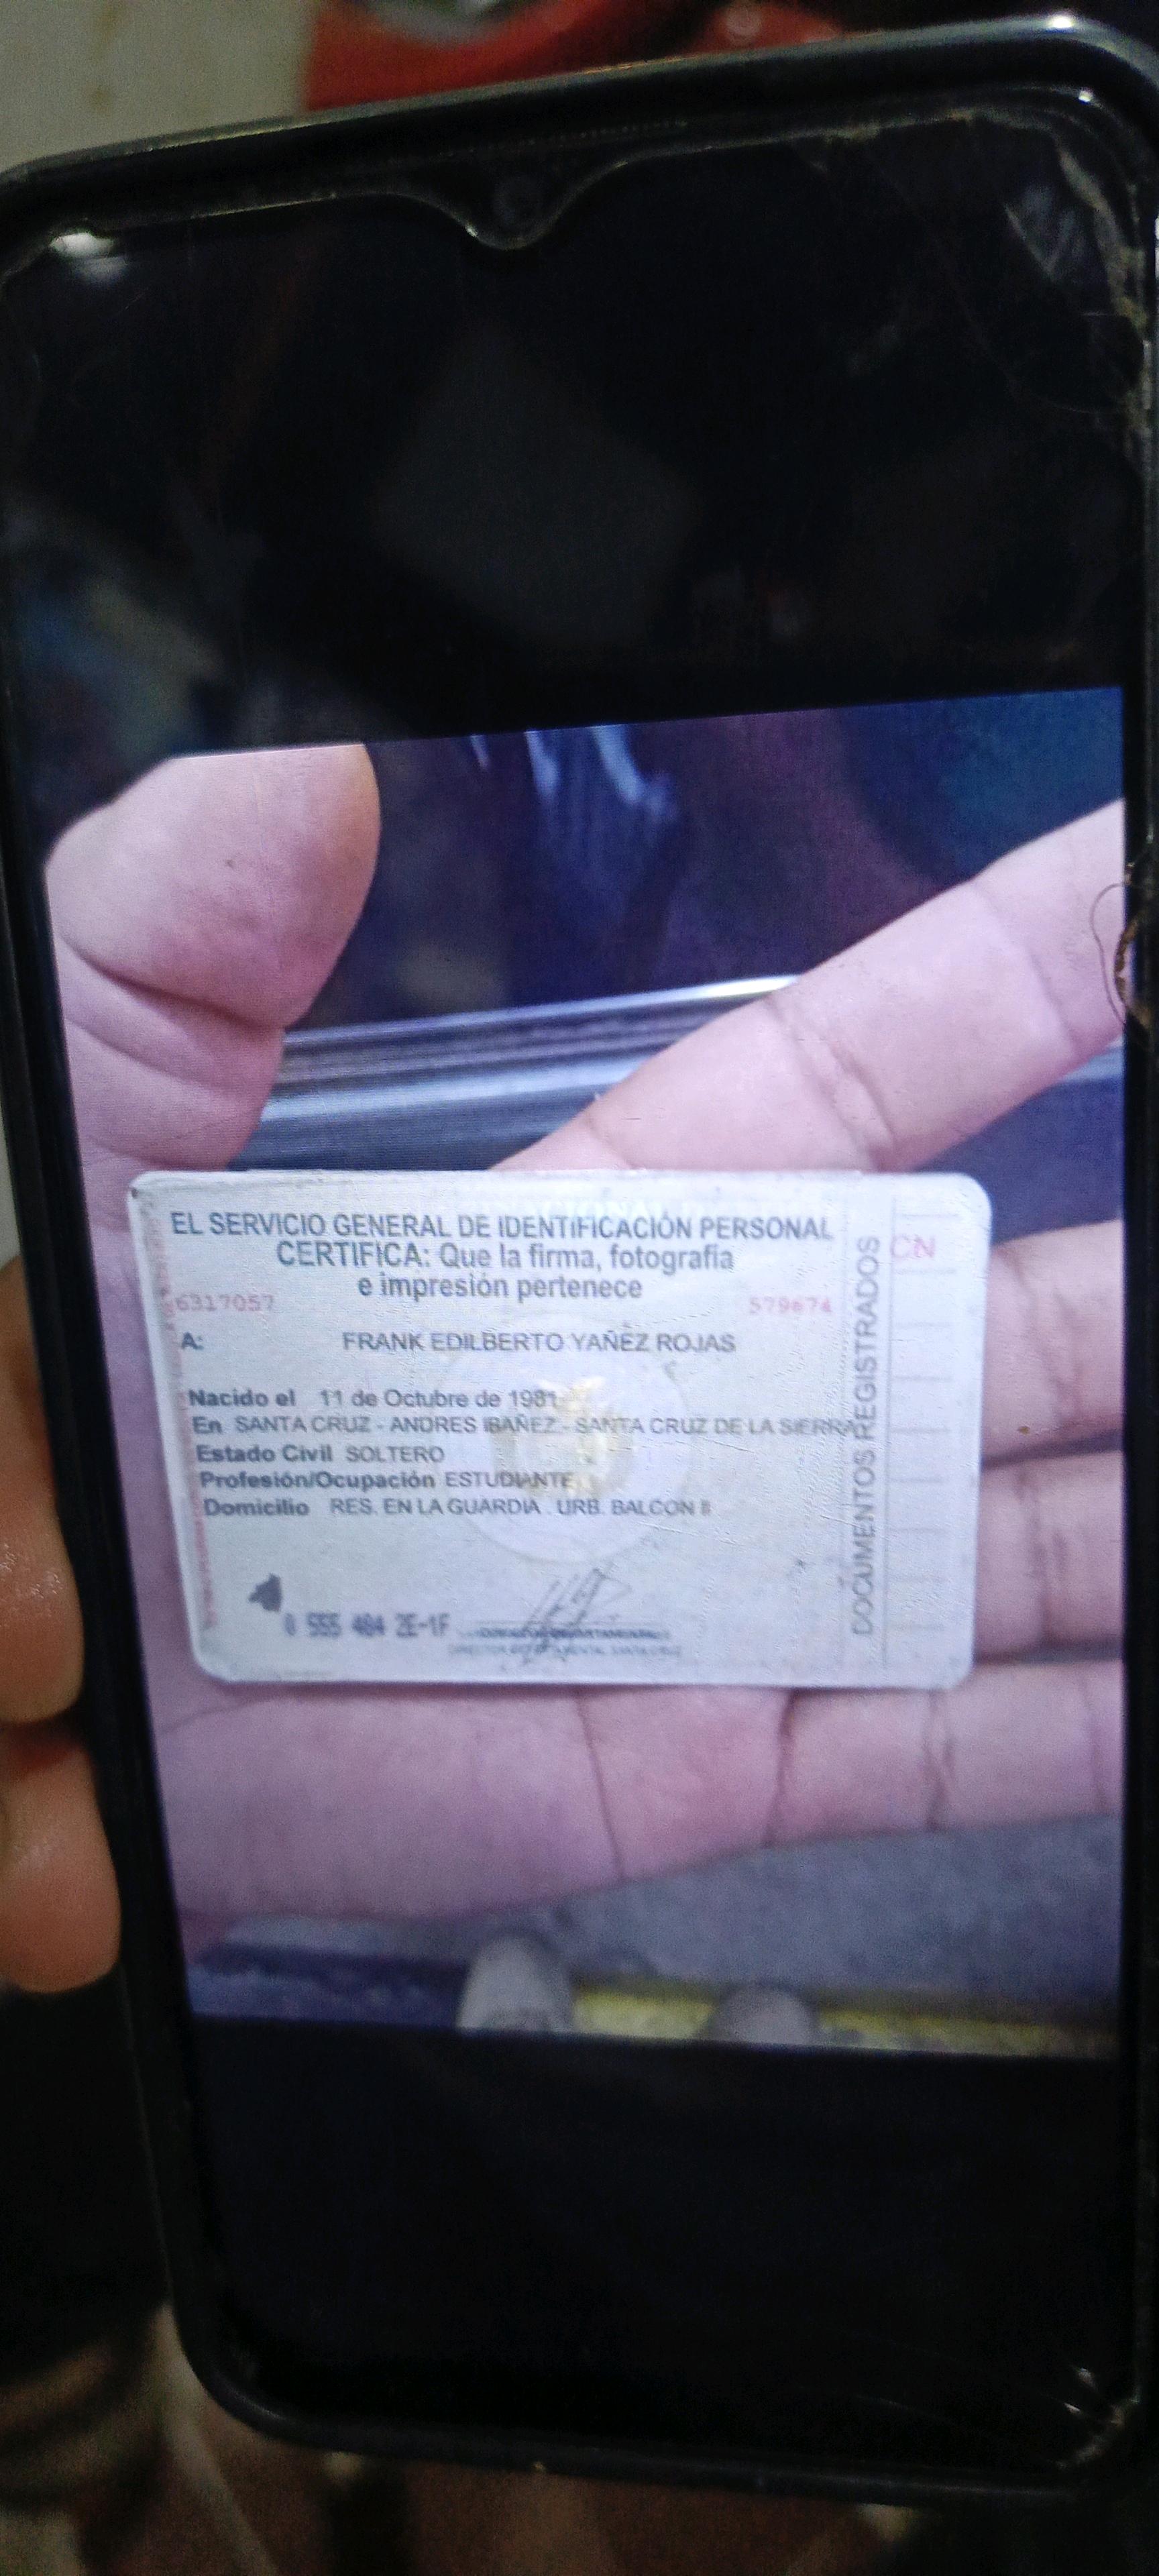 EL SERVICIO GENERAL DE IDENTIFICACIÓN PERSONAL
CERTIFICA: Que la firma, fotografía
e impresión pertenece
6317057 579674
A: FRANK EDILBERTO YAÑEZ ROJAS
Nacido el 11 de Octubre de 1981
En SANTA CRUZ - ANDRES IBAÑEZ - SANTA CRUZ DE LA SIERRA
Estado Civil SOLTERO
Profesión/Ocupación ESTUDIANTE
Domicilio RES. EN LA GUARDIA . URB. BALCON II
0 555 484 2E-1F
DOCUMENTOS REGISTRADOS
CN